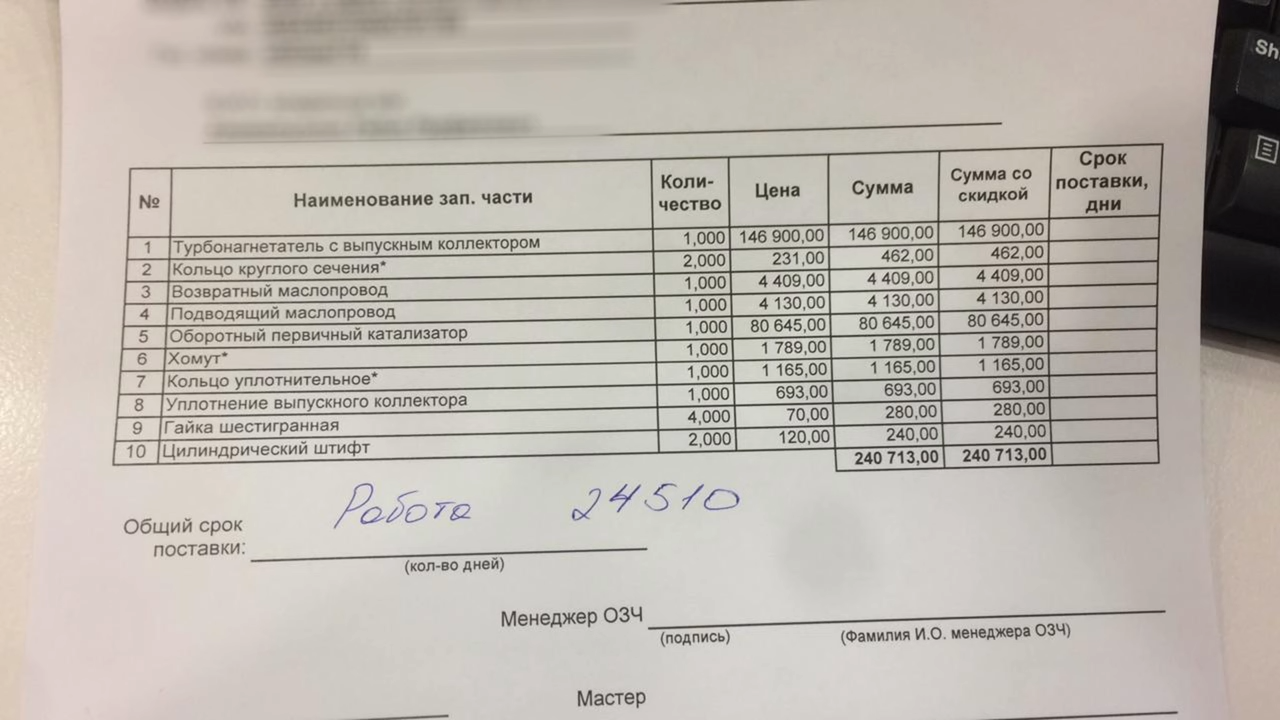 № Наименование зап. части Коли-чество Цена Сумма Сумма со скидкой Срок поставки, дни
1 Турбонагнетатель с выпускным коллектором 1,000 146 900,00 146 900,00 146 900,00
2 Кольцо круглого сечения* 2,000 231,00 462,00 462,00
3 Возвратный маслопровод 1,000 4 409,00 4 409,00 4 409,00
4 Подводящий маслопровод 1,000 4 130,00 4 130,00 4 130,00
5 Оборотный первичный катализатор 1,000 80 645,00 80 645,00 80 645,00
6 Хомут* 1,000 1 789,00 1 789,00 1 789,00
7 Кольцо уплотнительное* 1,000 1 165,00 1 165,00 1 165,00
8 Уплотнение выпускного коллектора 1,000 693,00 693,00 693,00
9 Гайка шестигранная 4,000 70,00 280,00 280,00
10 Цилиндрический штифт 2,000 120,00 240,00 240,00
240 713,00 240 713,00
Работа 24510
Общий срок
поставки:
(кол-во дней)
Менеджер ОЗЧ
(подпись) (Фамилия И.О. менеджера ОЗЧ)
Мастер
Sh